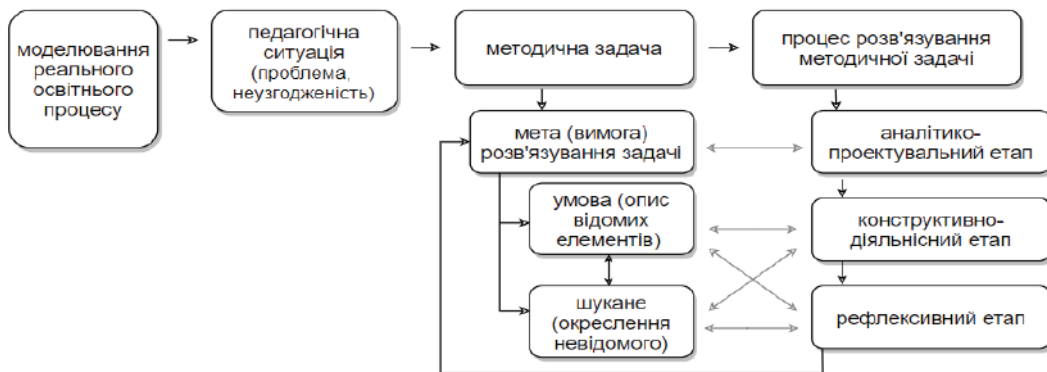 моделювання
реального
освітнього
процесу
педагогічна
ситуація
(проблема,
неузгодженість)
методична задача
процес розв'язування
методичної задачі
мета (вимога)
розв'язування задачі
аналітико-
проектувальний етап
умова (опис
відомих
елементів)
конструктивно-
діяльнісний етап
шукане
(окреслення
невідомого)
рефлексивний етап